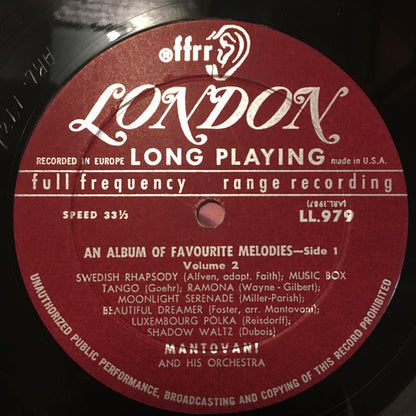 ®ffrr
LONDON
RECORDED IN EUROPE LONG PLAYING made in U.S.A.
full frequency range recording
SPEED 33⅓
(ARL.1987)
LL.979
AN ALBUM OF FAVOURITE MELODIES—Side 1
Volume 2
SWEDISH RHAPSODY (Alfven, adapt. Faith); MUSIC BOX
TANGO (Goehr); RAMONA (Wayne - Gilbert);
MOONLIGHT SERENADE (Miller-Parish);
BEAUTIFUL DREAMER (Foster, arr. Mantovani);
LUXEMBOURG POLKA (Reisdorff);
SHADOW WALTZ (Dubois)
MANTOVANI
AND HIS ORCHESTRA
UNAUTHORIZED PUBLIC PERFORMANCE, BROADCASTING AND COPYING OF THIS RECORD PROHIBITED